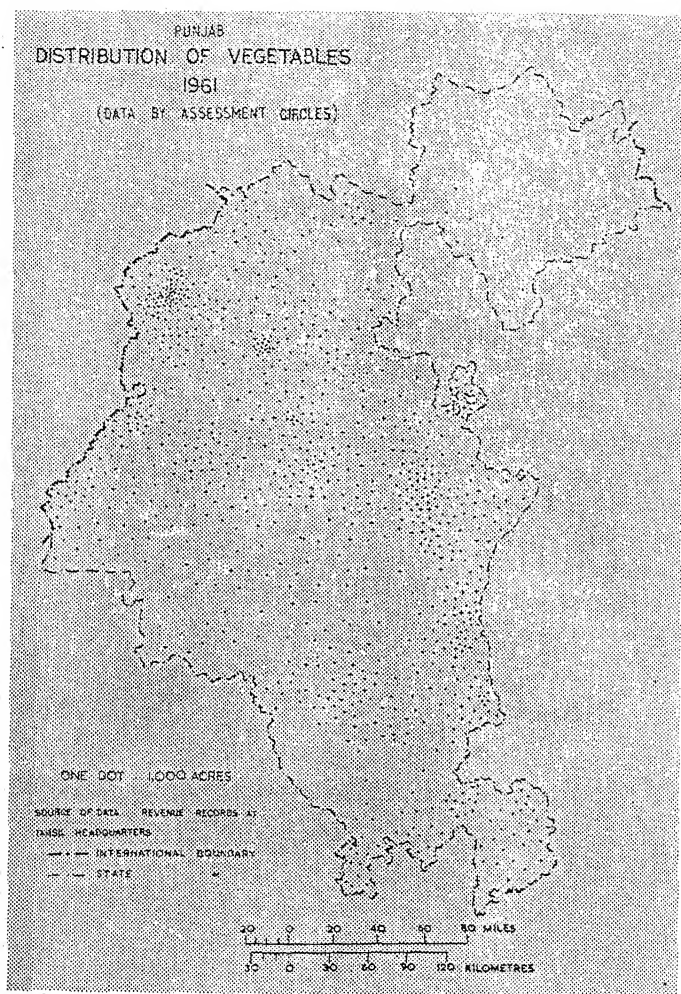 PUNJAB
DISTRIBUTION OF VEGETABLES
1961
(DATA BY ASSESSMENT CIRCLES)
ONE DOT : 1,000 ACRES
SOURCE OF DATA : REVENUE RECORDS AT
TAHSIL HEADQUARTERS
INTERNATIONAL BOUNDARY
STATE "
20 0 20 40 60 80 MILES
30 0 30 60 90 120 KILOMETRES